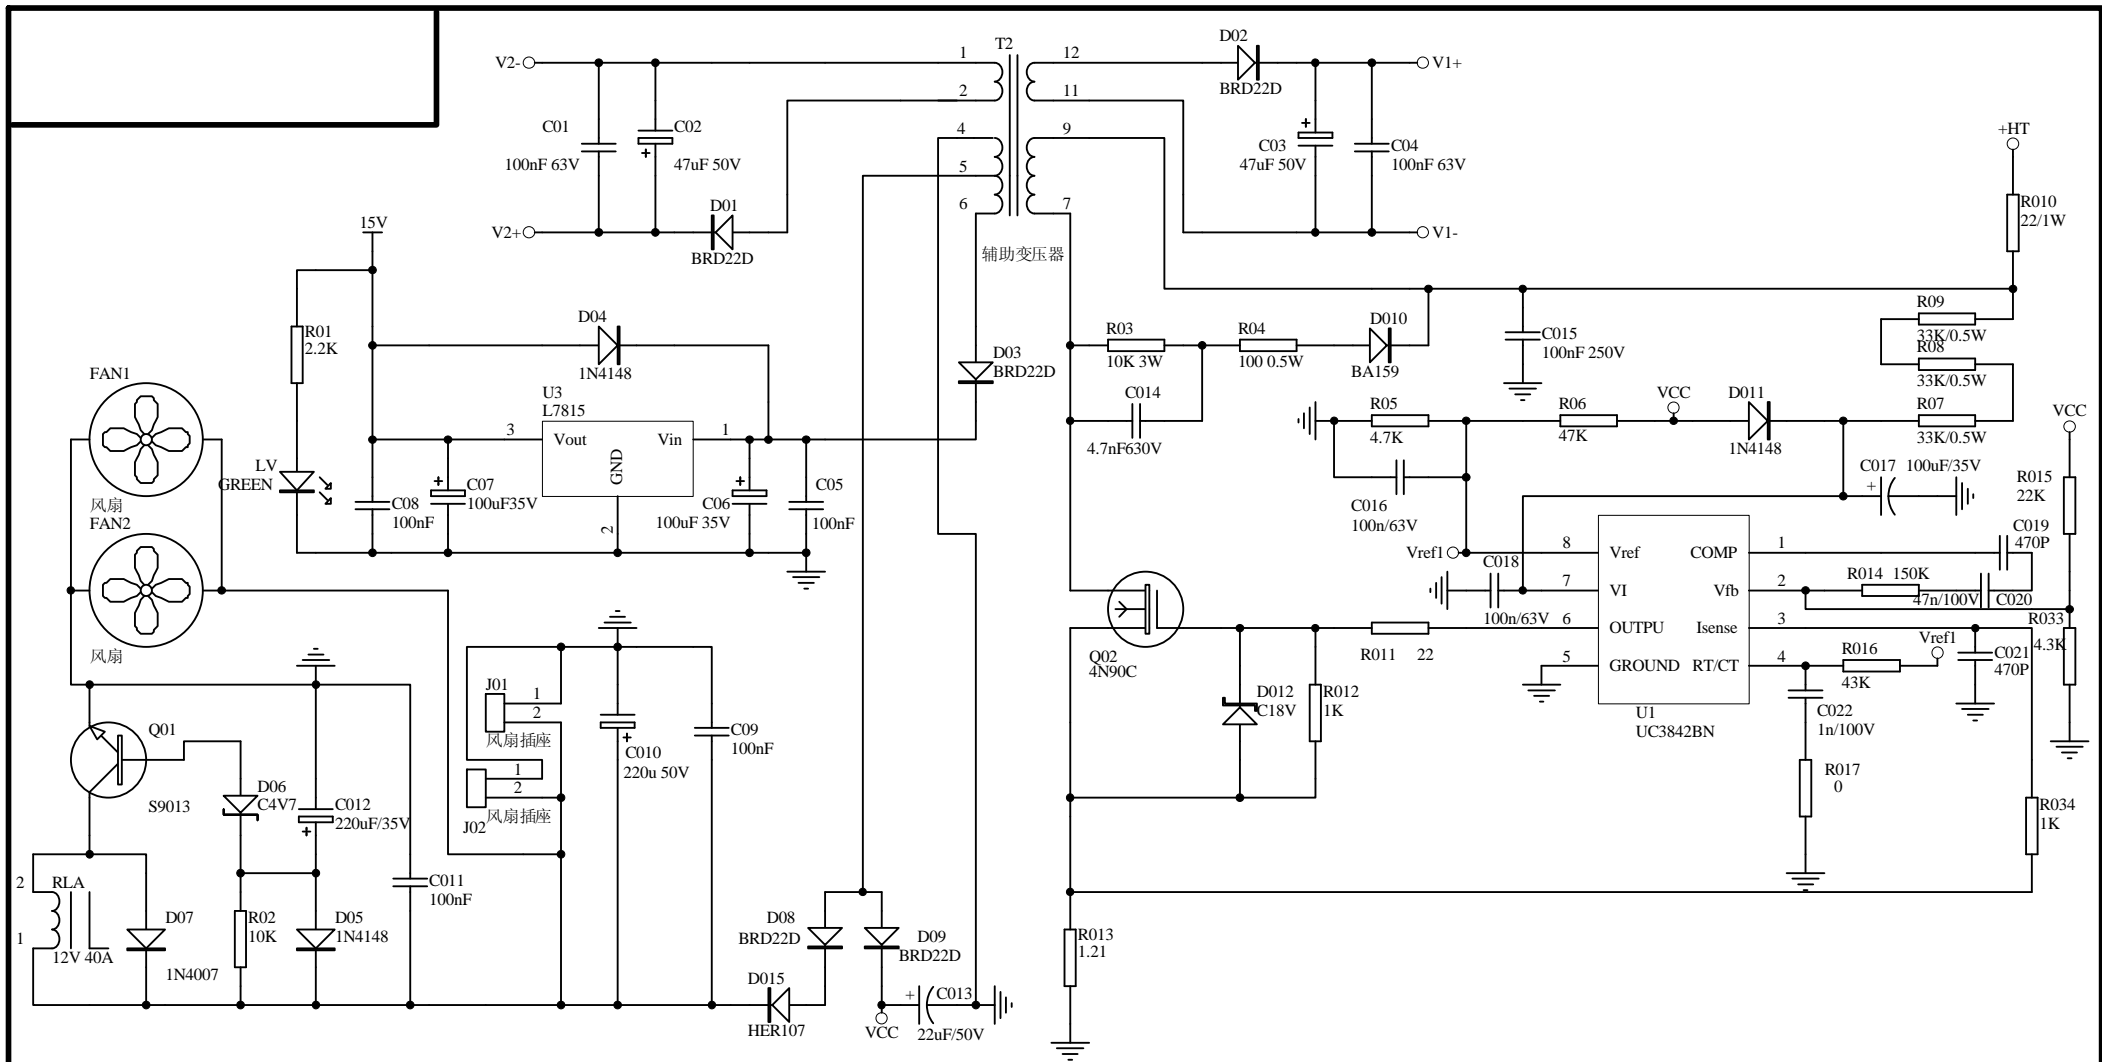 T2
V2-
1
12
D02
BRD22D
V1+
2
11
C01
100nF 63V
+
C02
47uF 50V
4
9
+
C03
47uF 50V
C04
100nF 63V
+HT
5
6
7
D01
BRD22D
V2+
V1-
辅助变压器
R010
22/1W
15V
R01
2.2K
D04
1N4148
D03
BRD22D
R03
10K 3W
R04
100 0.5W
D010
BA159
C015
100nF 250V
R09
33K/0.5W
R08
33K/0.5W
R07
33K/0.5W
FAN1
风扇
U3
L7815
3
Vout
Vin
1
GND
2
C014
4.7nF630V
R05
4.7K
R06
47K
VCC
D011
1N4148
VCC
LV
GREEN
C08
100nF
+
C07
100uF35V
+
C06
100uF 35V
C05
100nF
C016
100n/63V
+
C017
100uF/35V
R015
22K
FAN2
风扇
Vref1
C018
100n/63V
8
Vref
COMP
1
7
VI
Vfb
2
6
OUTPU
Isense
3
5
GROUND
RT/CT
4
U1
UC3842BN
C019
470P
R014
150K
47n/100V
C020
R033
4.3K
Q02
4N90C
R011
22
R016
43K
Vref1
C021
470P
D012
C18V
R012
1K
C022
1n/100V
R017
0
R034
1K
J01
1
2
风扇插座
+
C010
220u 50V
C09
100nF
Q01
S9013
D06
C4V7
+
C012
220uF/35V
1
2
J02
风扇插座
2
RLA
1
12V 40A
D07
1N4007
R02
10K
D05
1N4148
C011
100nF
D08
BRD22D
D09
BRD22D
D015
HER107
VCC
+
C013
22uF/50V
R013
1.21